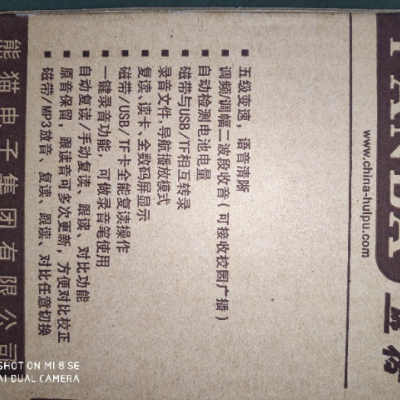 PANDA
www.china-huipu.com
五级变速，语音清晰
调频/调幅二波段收音（可接收校园广播）
自动检测电池电量
磁带与USB/TF相互转录
录音文件，导航播放模式
复读、读卡、全数码屏显示
磁带/USB/TF卡全能复读操作
一键录音功能，可做录音笔使用
自动复读/手动复读、跟读、对比功能
原音保留，跟读音可多次更新，方便对比校正
磁带/MP3放音、复读、跟读、对比任意切换
熊猫电子集团有限公司
SHOT ON MI 8 SE
AI DUAL CAMERA